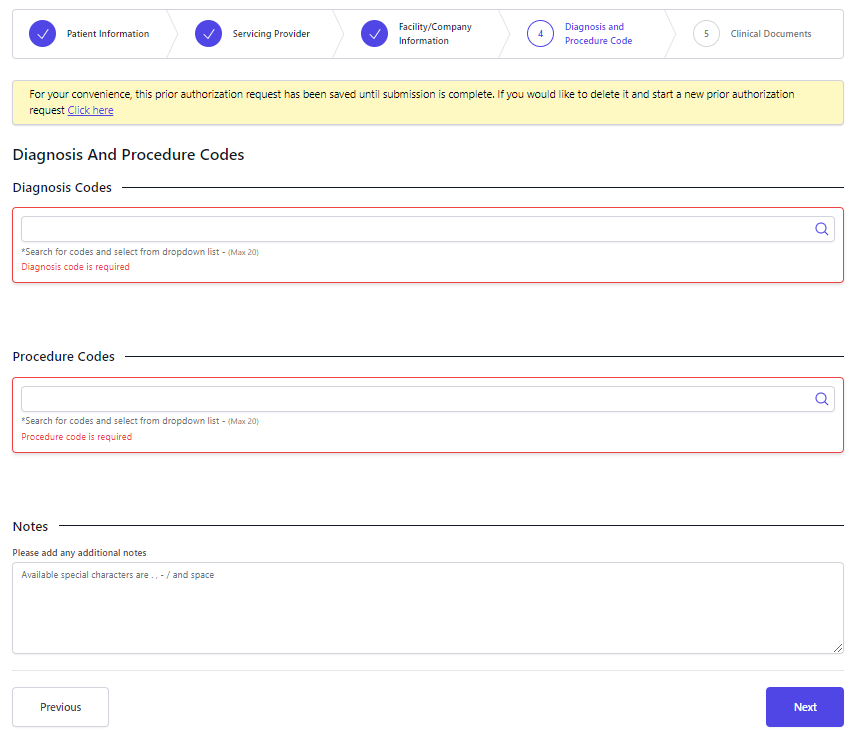 Patient Information
Servicing Provider
Facility/Company
Information
4
Diagnosis and
Procedure Code
5
Clinical Documents
For your convenience, this prior authorization request has been saved until submission is complete. If you would like to delete it and start a new prior authorization
request Click here
Diagnosis And Procedure Codes
Diagnosis Codes
*Search for codes and select from dropdown list - (Max 20)
Diagnosis code is required
Procedure Codes
*Search for codes and select from dropdown list - (Max 20)
Procedure code is required
Notes
Please add any additional notes
Available special characters are . , - / and space
Previous
Next